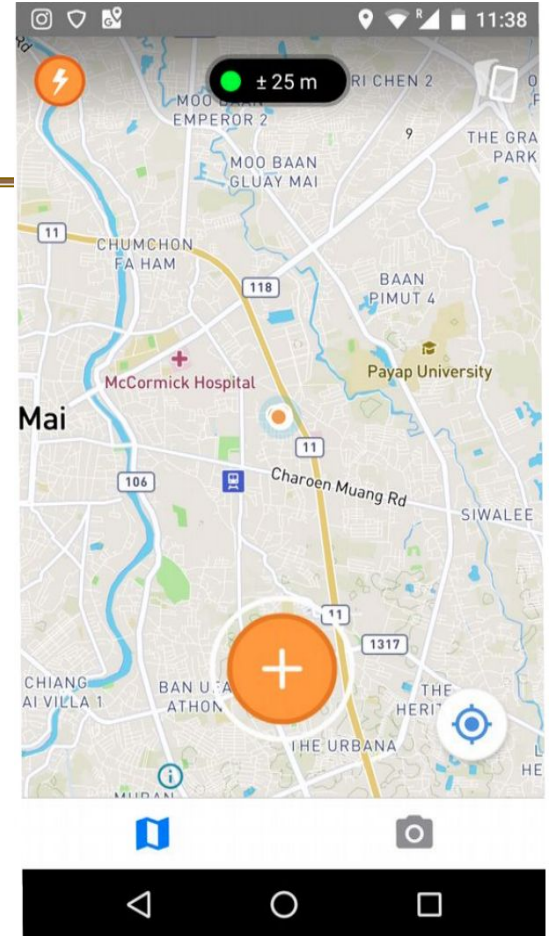 11:38
Rd
± 25 m
RI CHEN 2
MOO BAAN
EMPEROR 2
9
THE GRA
PARK
MOO BAAN
GLUAY MAI
11
CHUMCHON
FA HAM
118
BAAN
PIMUT 4
McCormick Hospital
Payap University
Mai
11
106
Charoen Muang Rd
SIWALEE
11
1317
CHIANG
AI VILLA 1
BAN U
ATHON
THE
HERIT
THE URBANA
HE